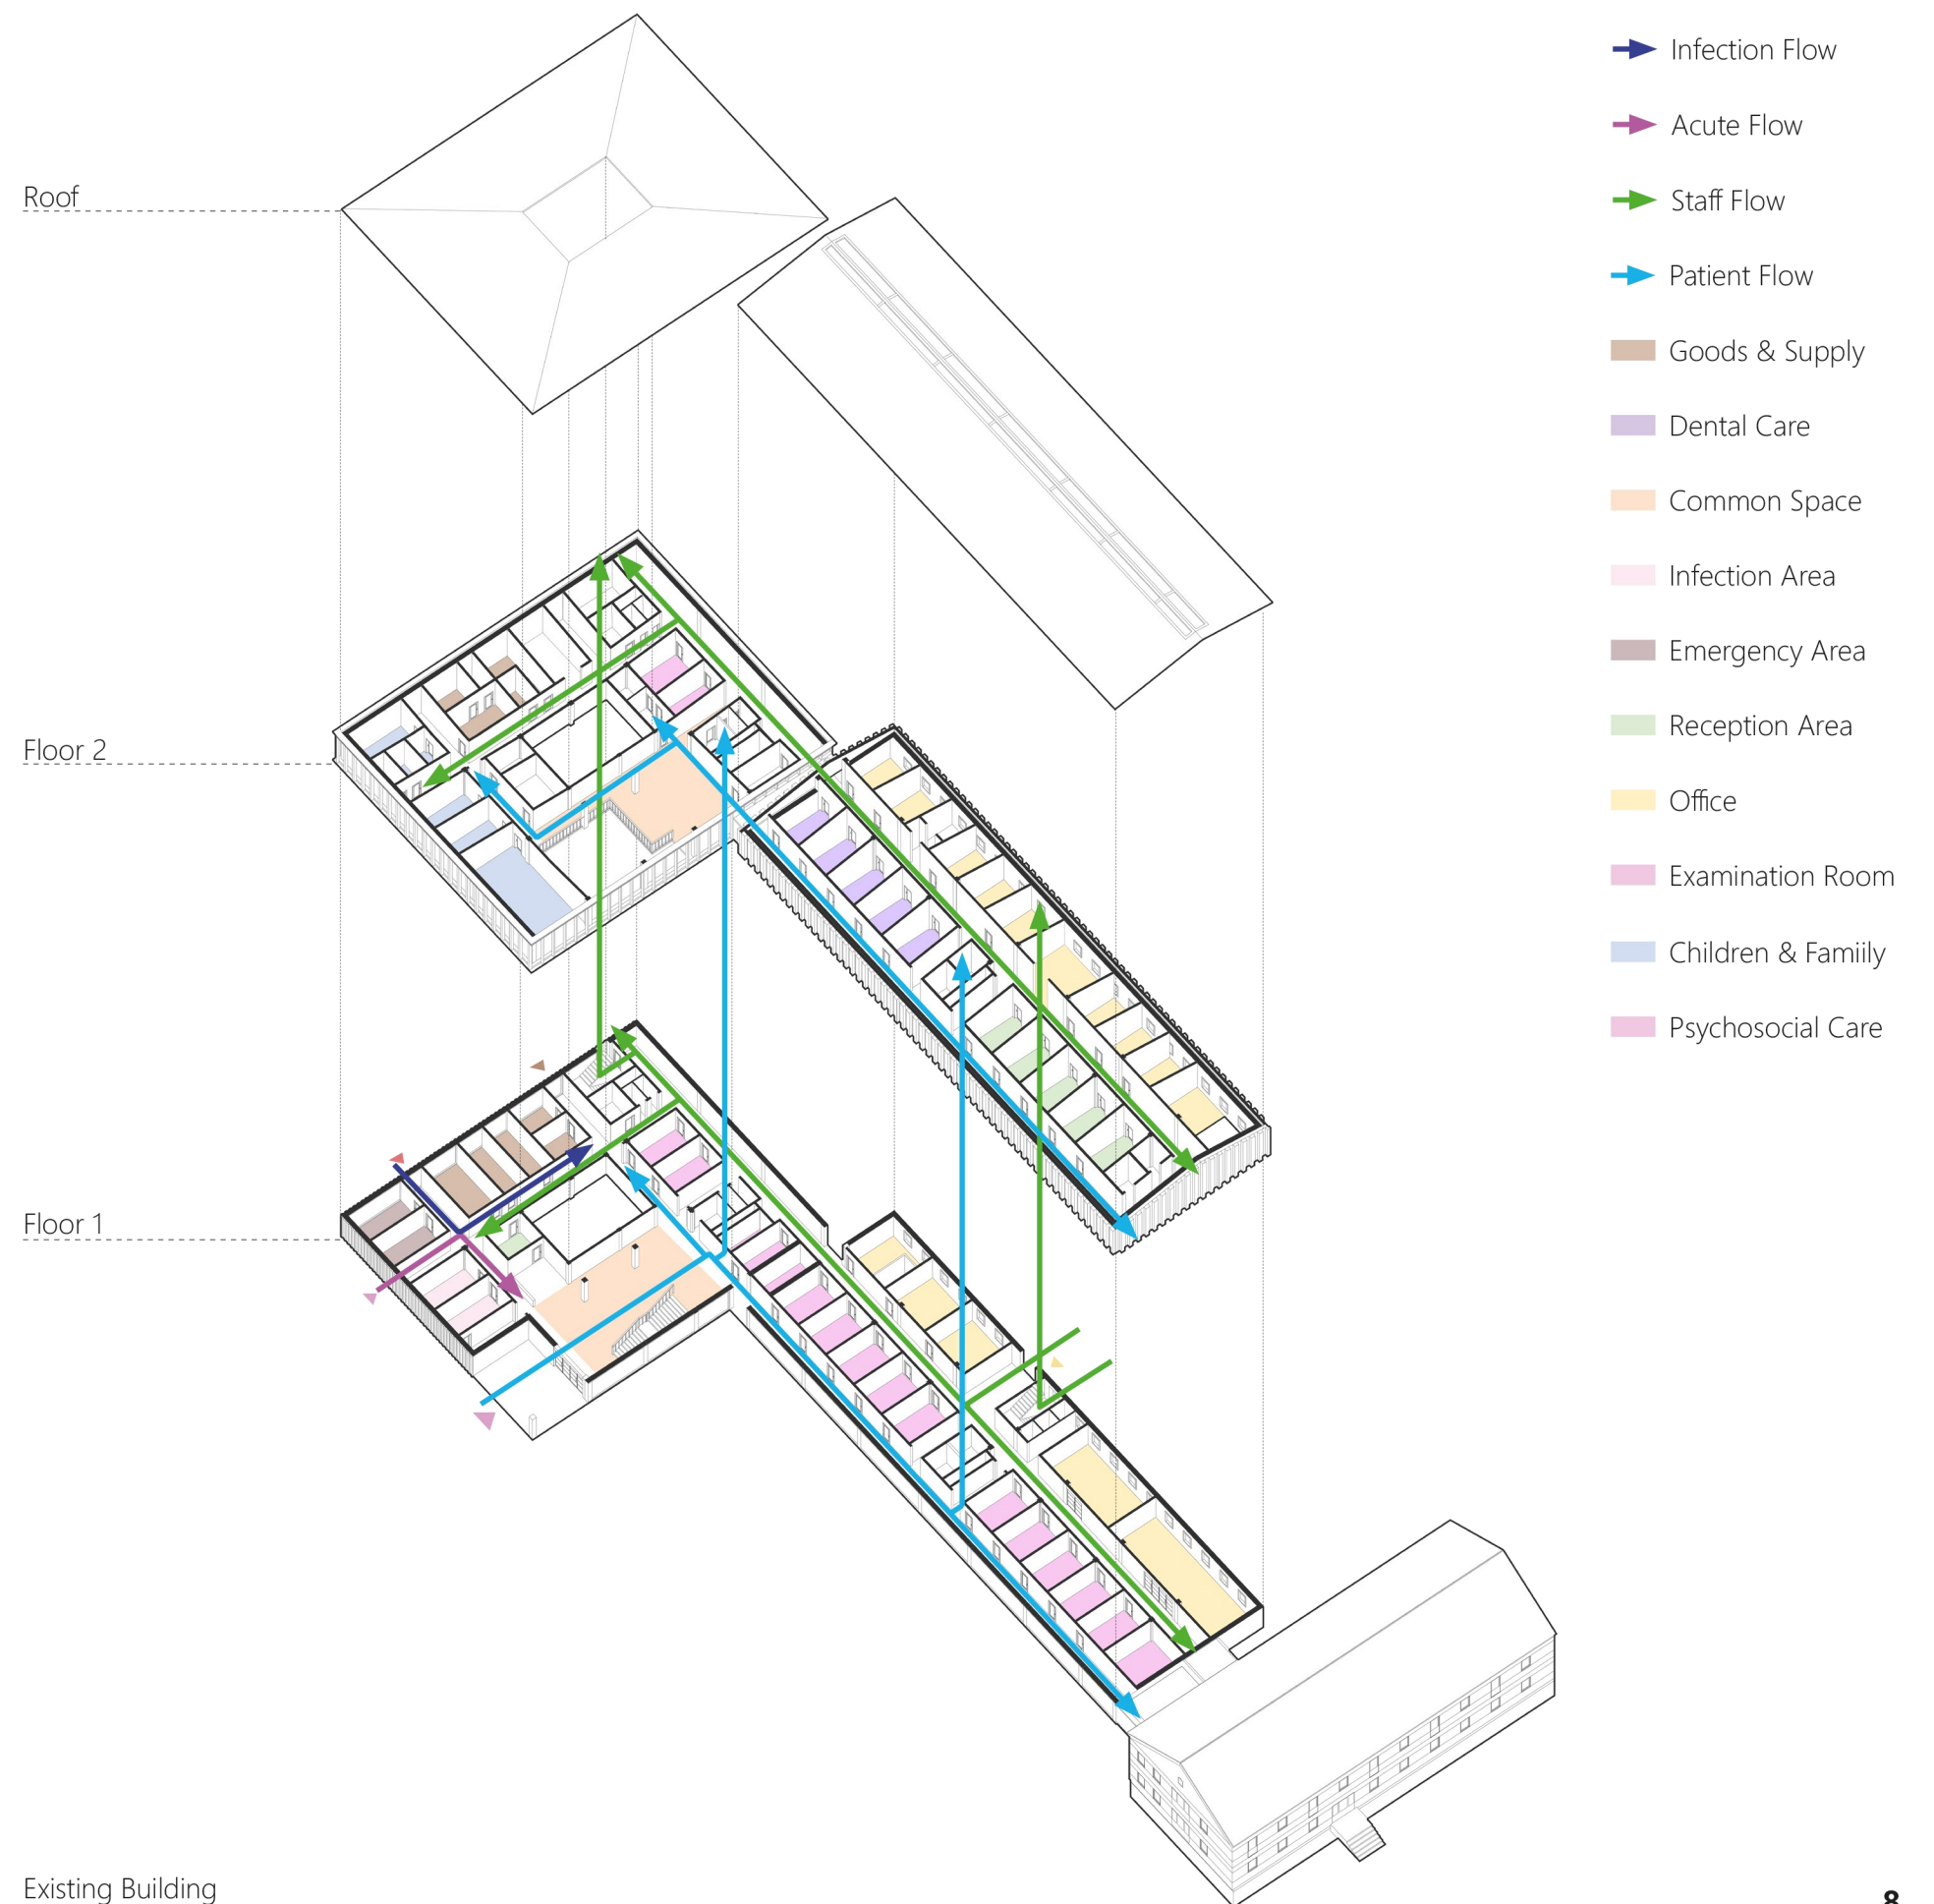 Roof
Floor 2
Floor 1
Existing Building
Infection Flow
Acute Flow
Staff Flow
Patient Flow
Goods & Supply
Dental Care
Common Space
Infection Area
Emergency Area
Reception Area
Office
Examination Room
Children & Famiily
Psychosocial Care
8